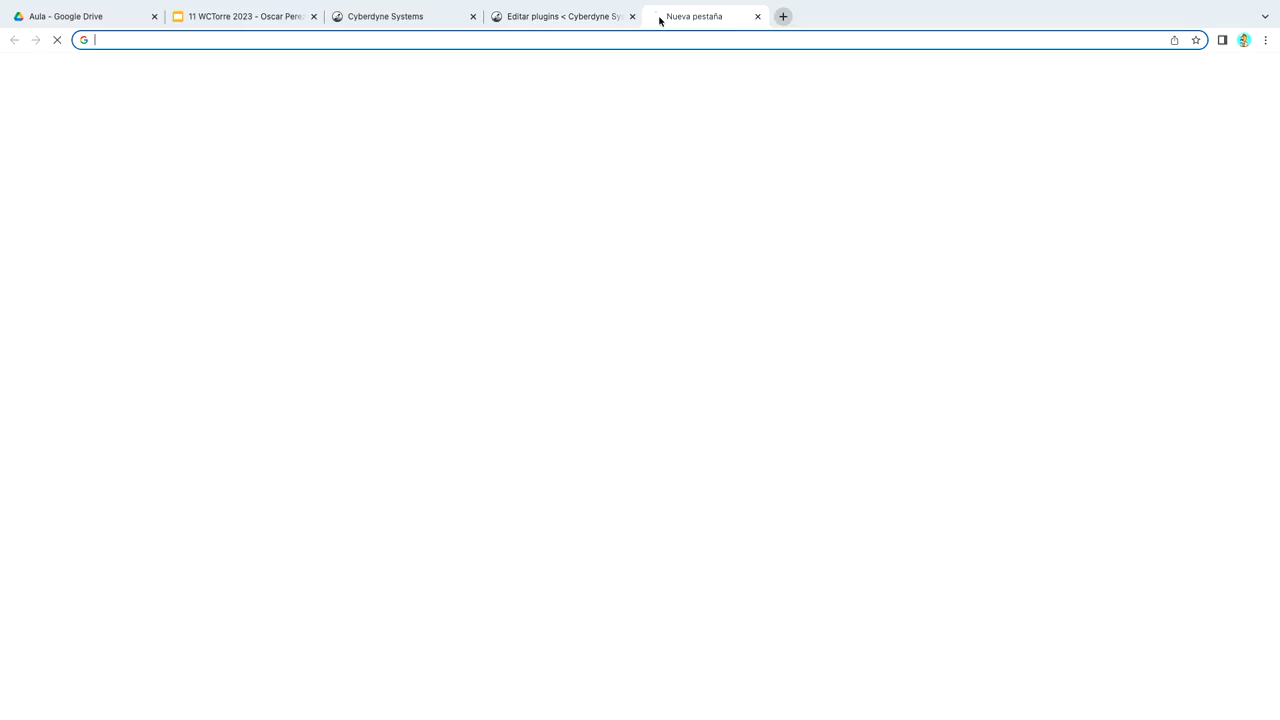 Aula - Google Drive
11 WCTorre 2023 - Oscar Pere
Cyberdyne Systems
Editar plugins < Cyberdyne Sy
Nueva pestaña